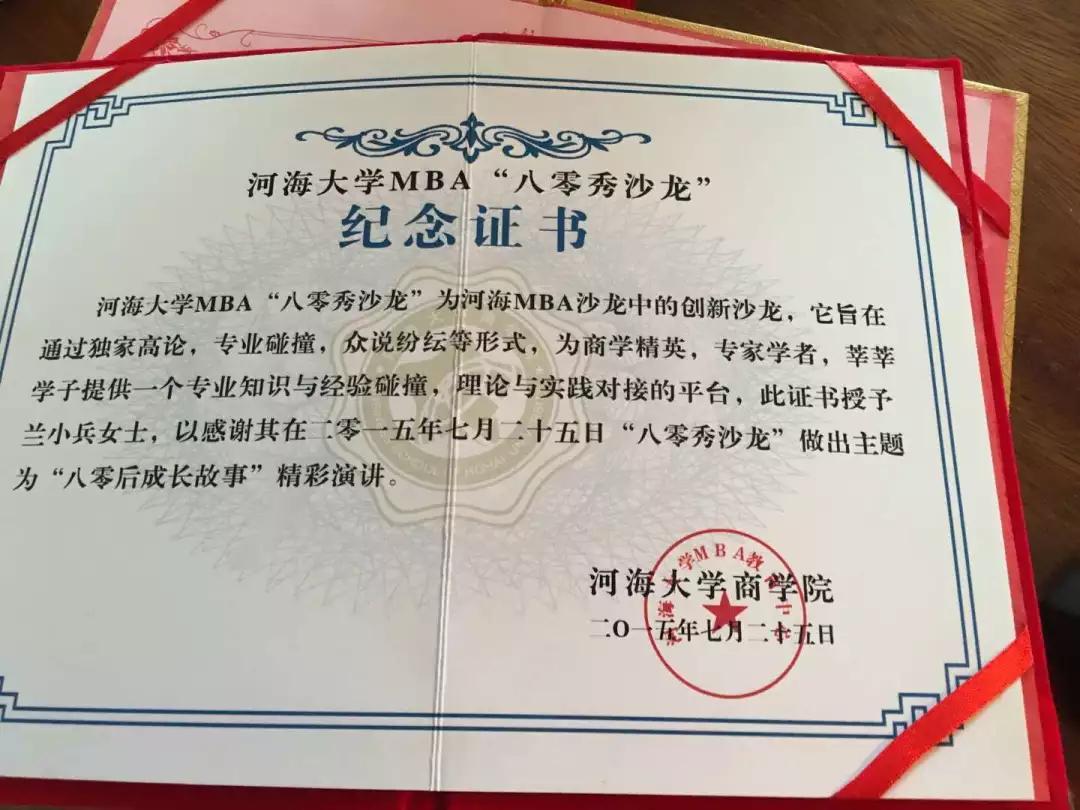 河海大学MBA“八零秀沙龙”
纪念证书
河海大学MBA“八零秀沙龙”为河海MBA沙龙中的创新沙龙，它旨在
通过独家高论，专业碰撞，众说纷纭等形式，为商学精英，专家学者，莘莘
学子提供一个专业知识与经验碰撞，理论与实践对接的平台，此证书授予
兰小兵女士，以感谢其在二零一五年七月二十五日“八零秀沙龙”做出主题
为“八零后成长故事”精彩演讲。
河海大学商学院
二O一五年七月二十五日